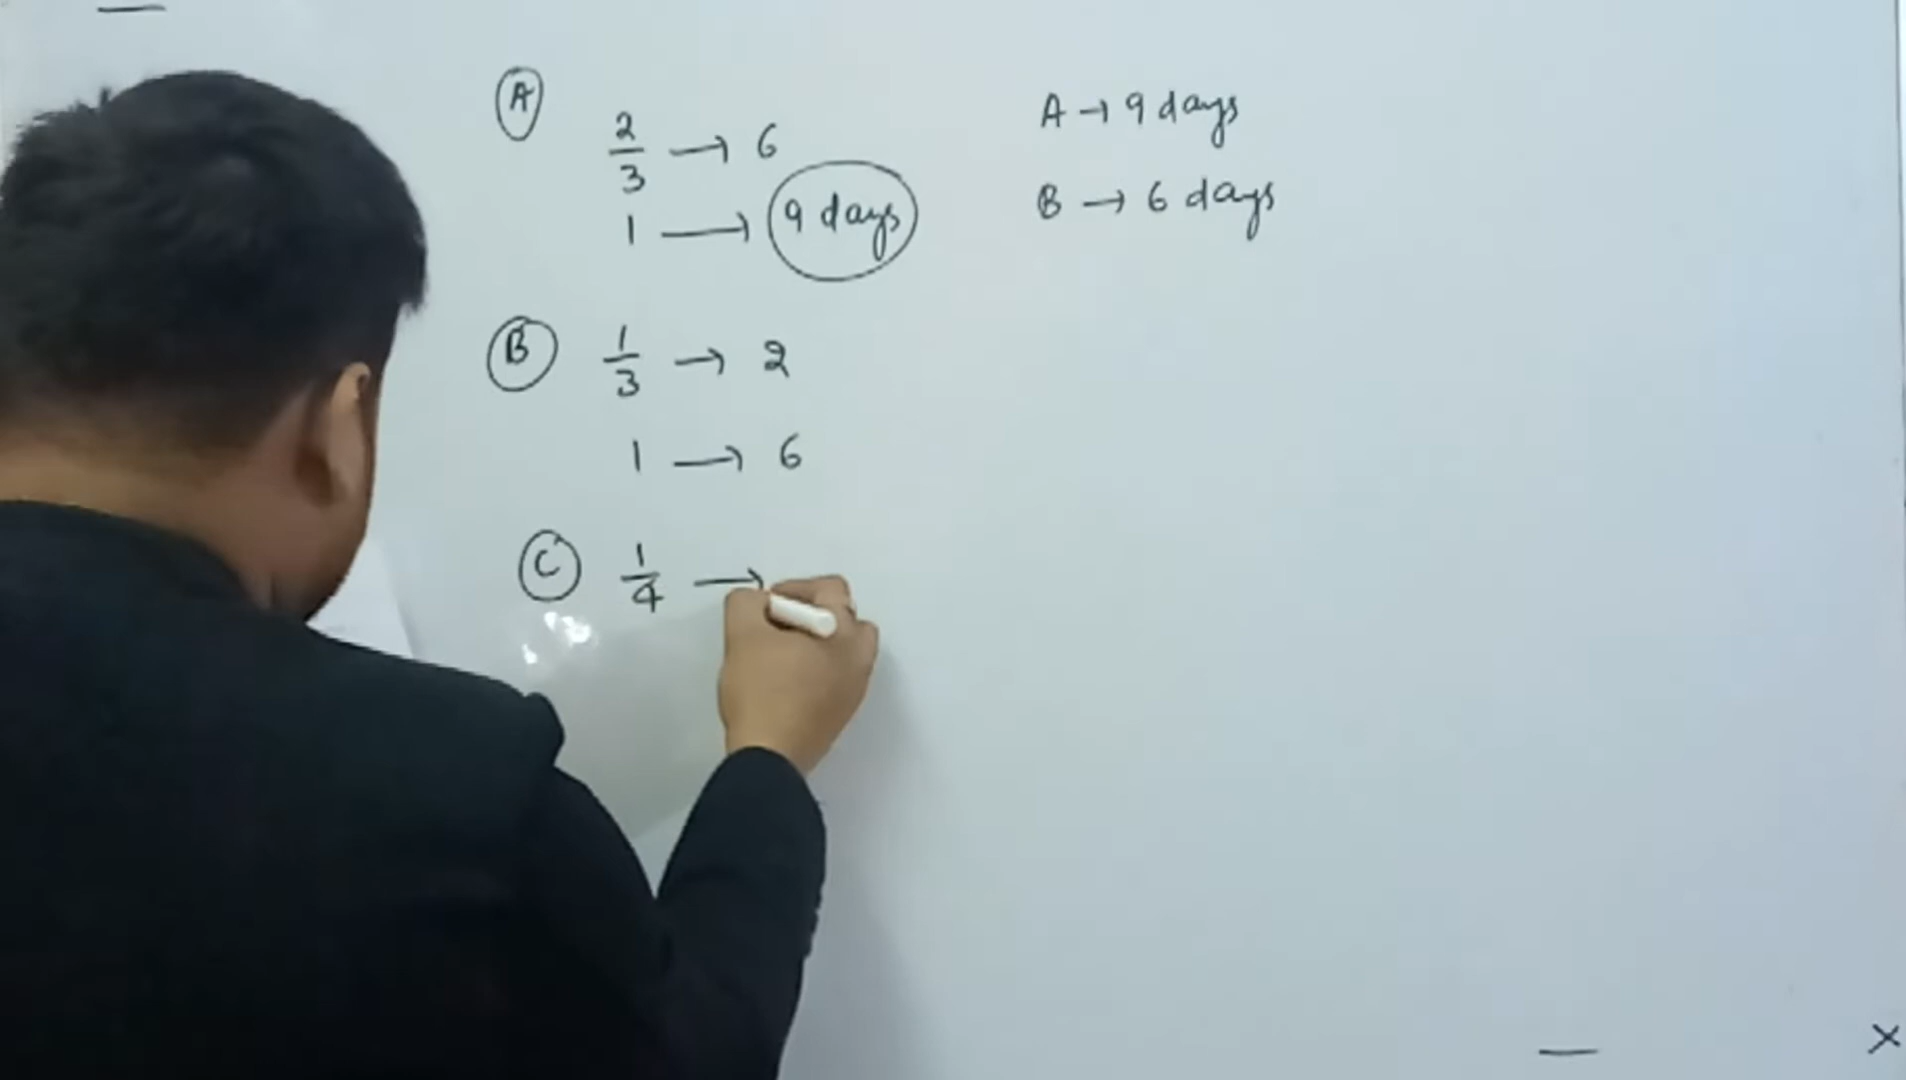 A
2/3 → 6
1 → 9 days
B 1/3 → 2
1 → 6
C 1/4 →
A → 9 days
B → 6 days
×